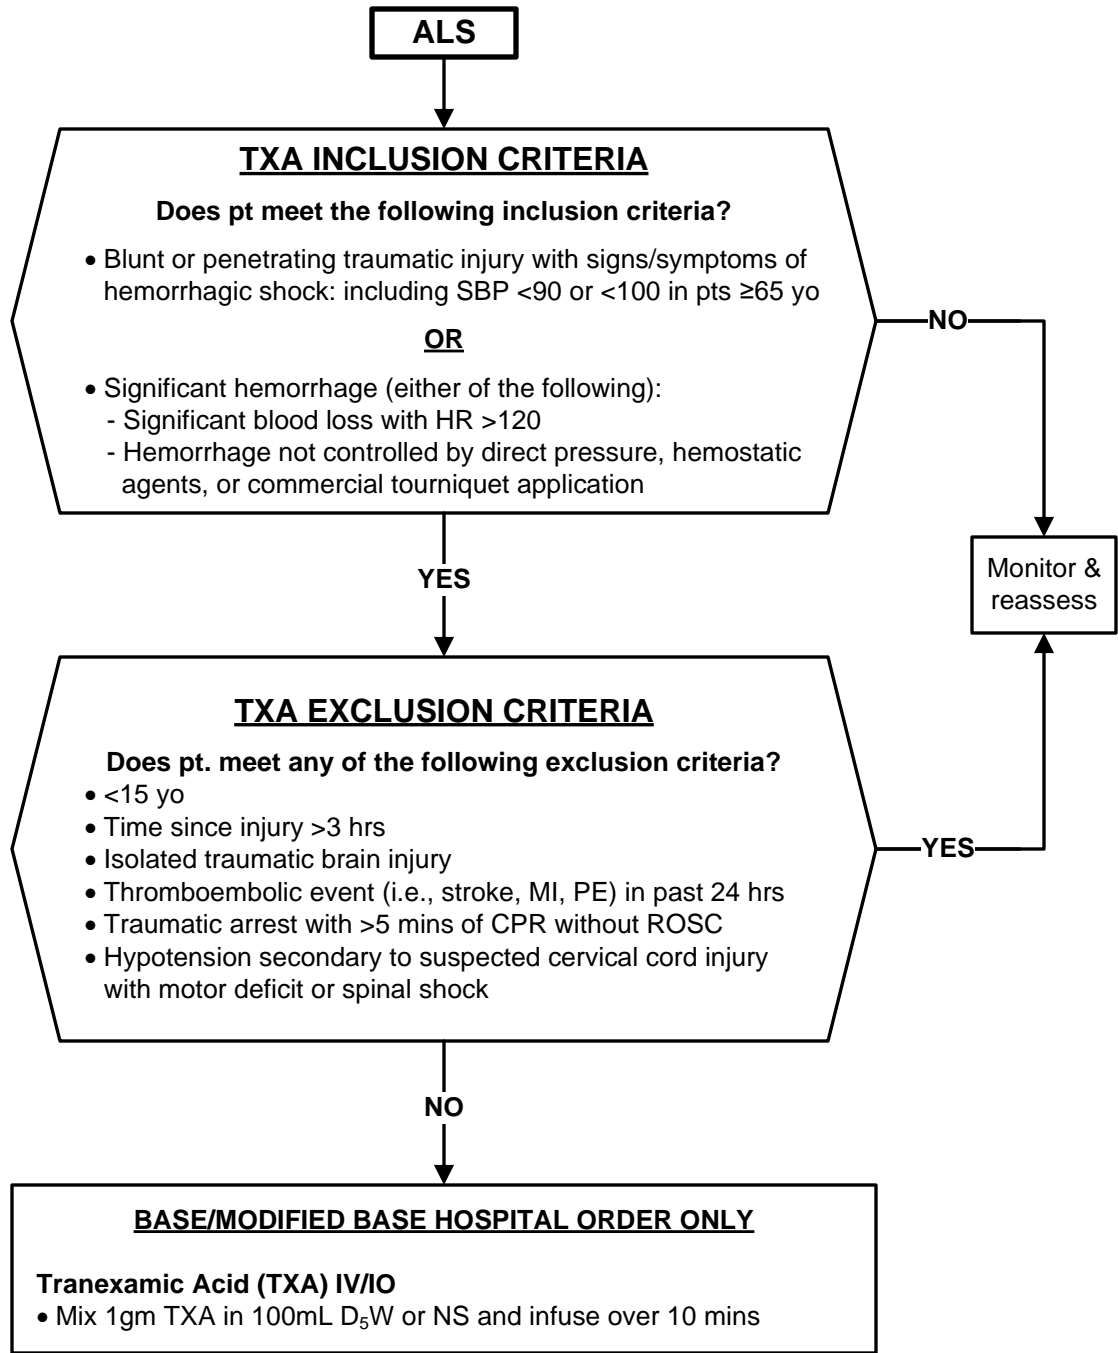 ALS
TXA INCLUSION CRITERIA
Does pt meet the following inclusion criteria?
• Blunt or penetrating traumatic injury with signs/symptoms of
hemorrhagic shock: including SBP <90 or <100 in pts ≥65 yo
OR
• Significant hemorrhage (either of the following):
- Significant blood loss with HR >120
- Hemorrhage not controlled by direct pressure, hemostatic
agents, or commercial tourniquet application
NO
YES
Monitor &
reassess
TXA EXCLUSION CRITERIA
Does pt. meet any of the following exclusion criteria?
• <15 yo
• Time since injury >3 hrs
• Isolated traumatic brain injury
• Thromboembolic event (i.e., stroke, MI, PE) in past 24 hrs
• Traumatic arrest with >5 mins of CPR without ROSC
• Hypotension secondary to suspected cervical cord injury
with motor deficit or spinal shock
YES
NO
BASE/MODIFIED BASE HOSPITAL ORDER ONLY
Tranexamic Acid (TXA) IV/IO
• Mix 1gm TXA in 100mL D₅W or NS and infuse over 10 mins